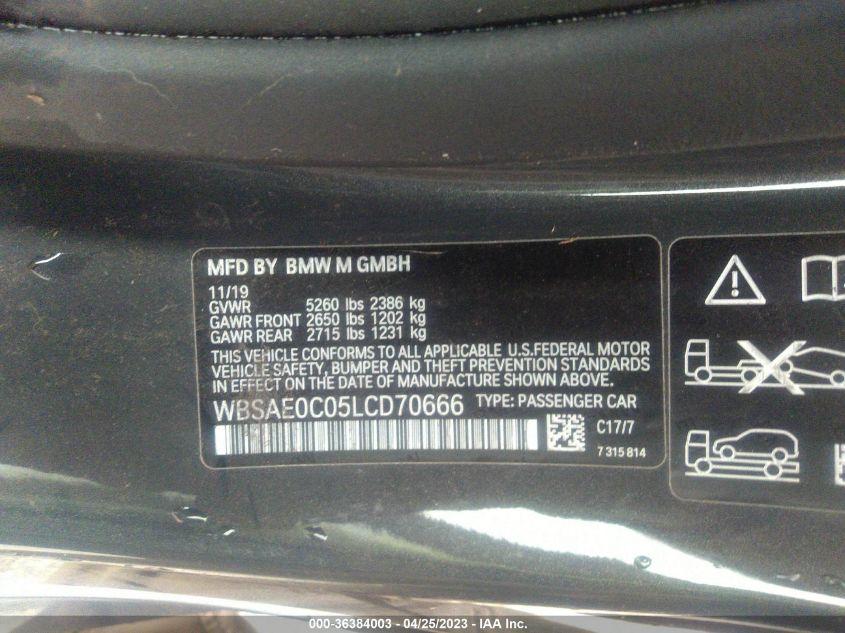 MFD BY BMW M GMBH
11/19
GVWR 5260 lbs 2386 kg
GAWR FRONT 2650 lbs 1202 kg
GAWR REAR 2715 lbs 1231 kg
THIS VEHICLE CONFORMS TO ALL APPLICABLE U.S.FEDERAL MOTOR
VEHICLE SAFETY, BUMPER AND THEFT PREVENTION STANDARDS
IN EFFECT ON THE DATE OF MANUFACTURE SHOWN ABOVE.
WBSAE0C05LCD70666 TYPE: PASSENGER CAR
C17/7
7 315 814
000-36384003 - 04/25/2023 - IAA Inc.